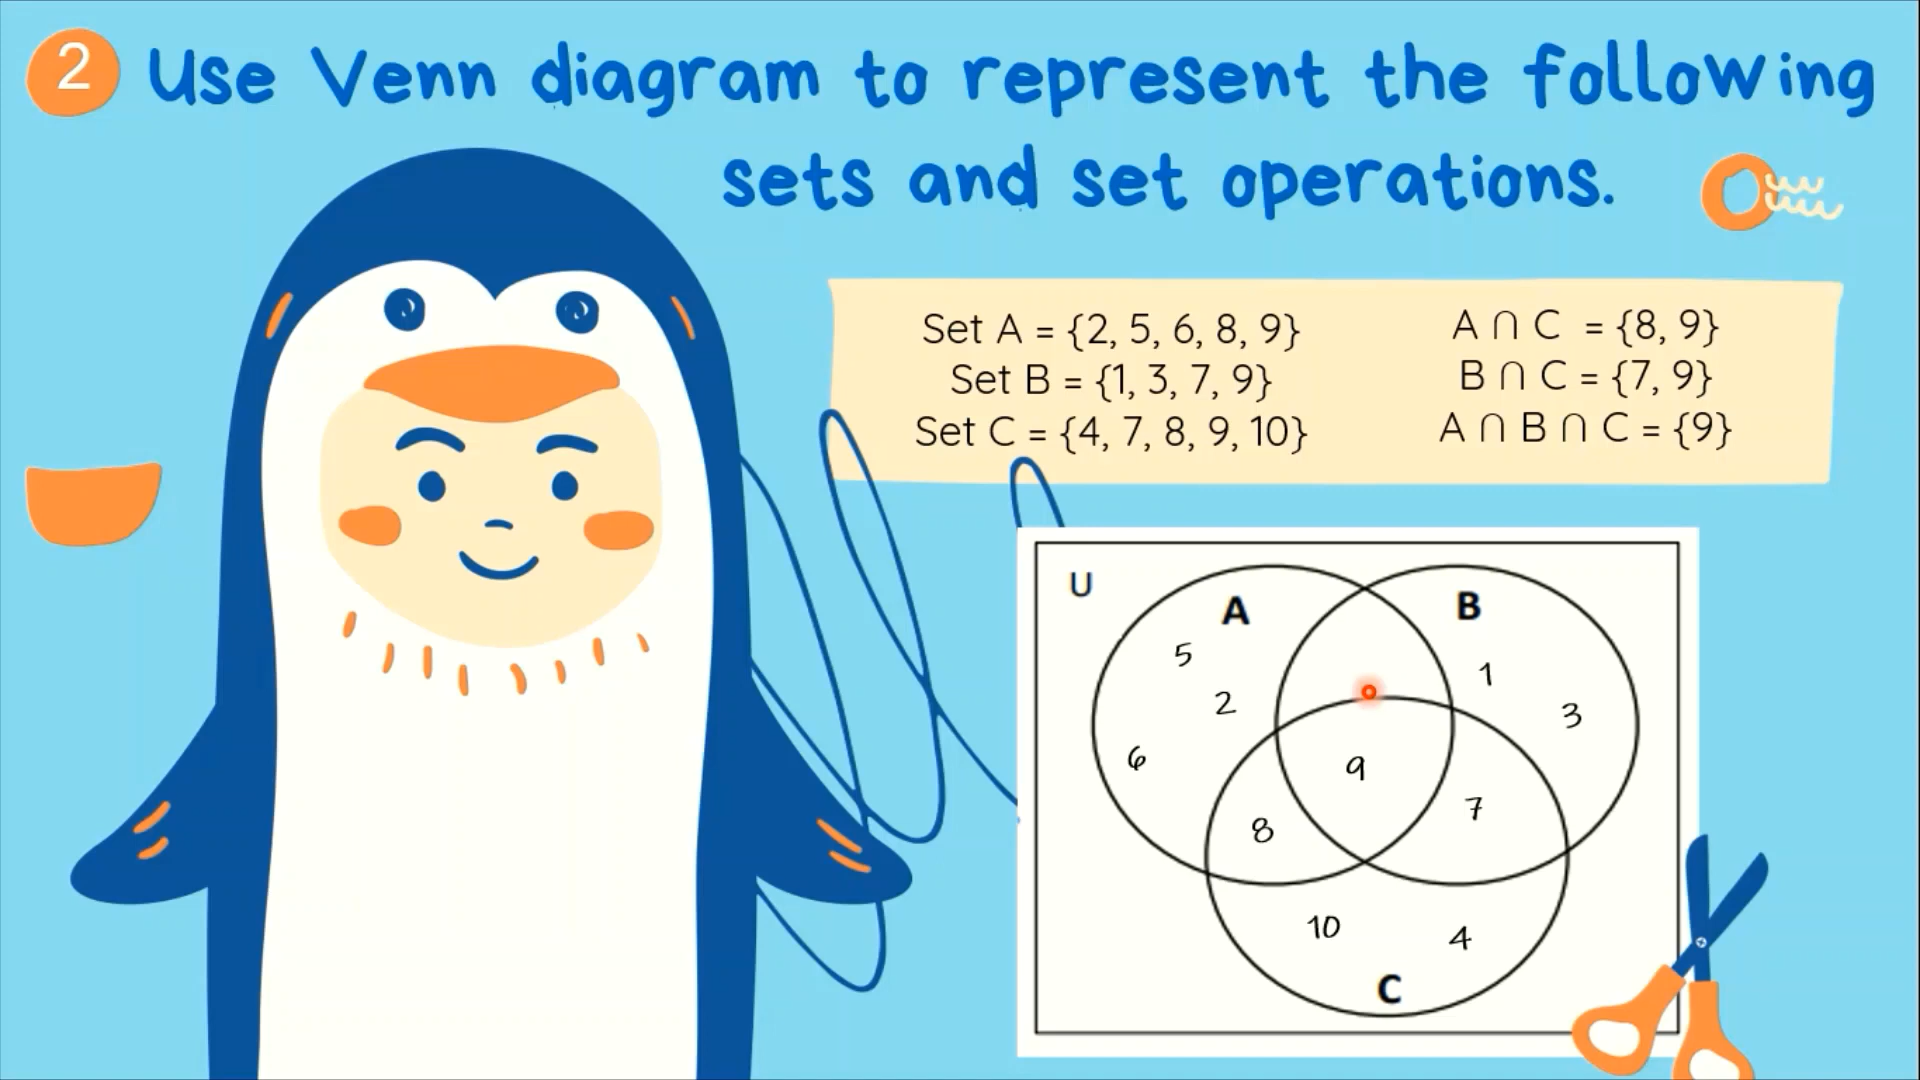 2 Use Venn diagram to represent the following
sets and set operations.
Set A = {2, 5, 6, 8, 9}
Set B = {1, 3, 7, 9}
Set C = {4, 7, 8, 9, 10}
A ∩ C = {8, 9}
B ∩ C = {7, 9}
A ∩ B ∩ C = {9}
U
A
B
5
1
2
3
6
9
7
8
10
4
C